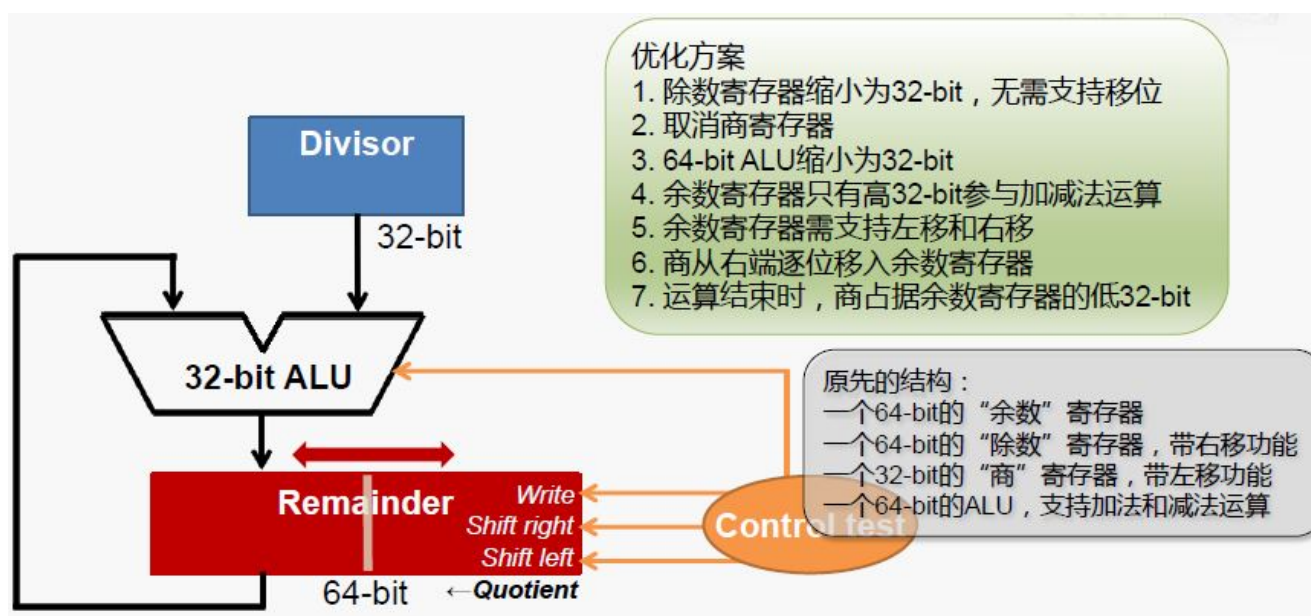 优化方案
1. 除数寄存器缩小为32-bit，无需支持移位
2. 取消商寄存器
3. 64-bit ALU缩小为32-bit
4. 余数寄存器只有高32-bit参与加减法运算
5. 余数寄存器需支持左移和右移
6. 商从右端逐位移入余数寄存器
7. 运算结束时，商占据余数寄存器的低32-bit
Divisor
32-bit
32-bit ALU
原先的结构：
一个64-bit的“余数”寄存器
一个64-bit的“除数”寄存器，带右移功能
一个32-bit的“商”寄存器，带左移功能
一个64-bit的ALU，支持加法和减法运算
Remainder
Write
Shift right
Shift left
Control test
64-bit
←Quotient